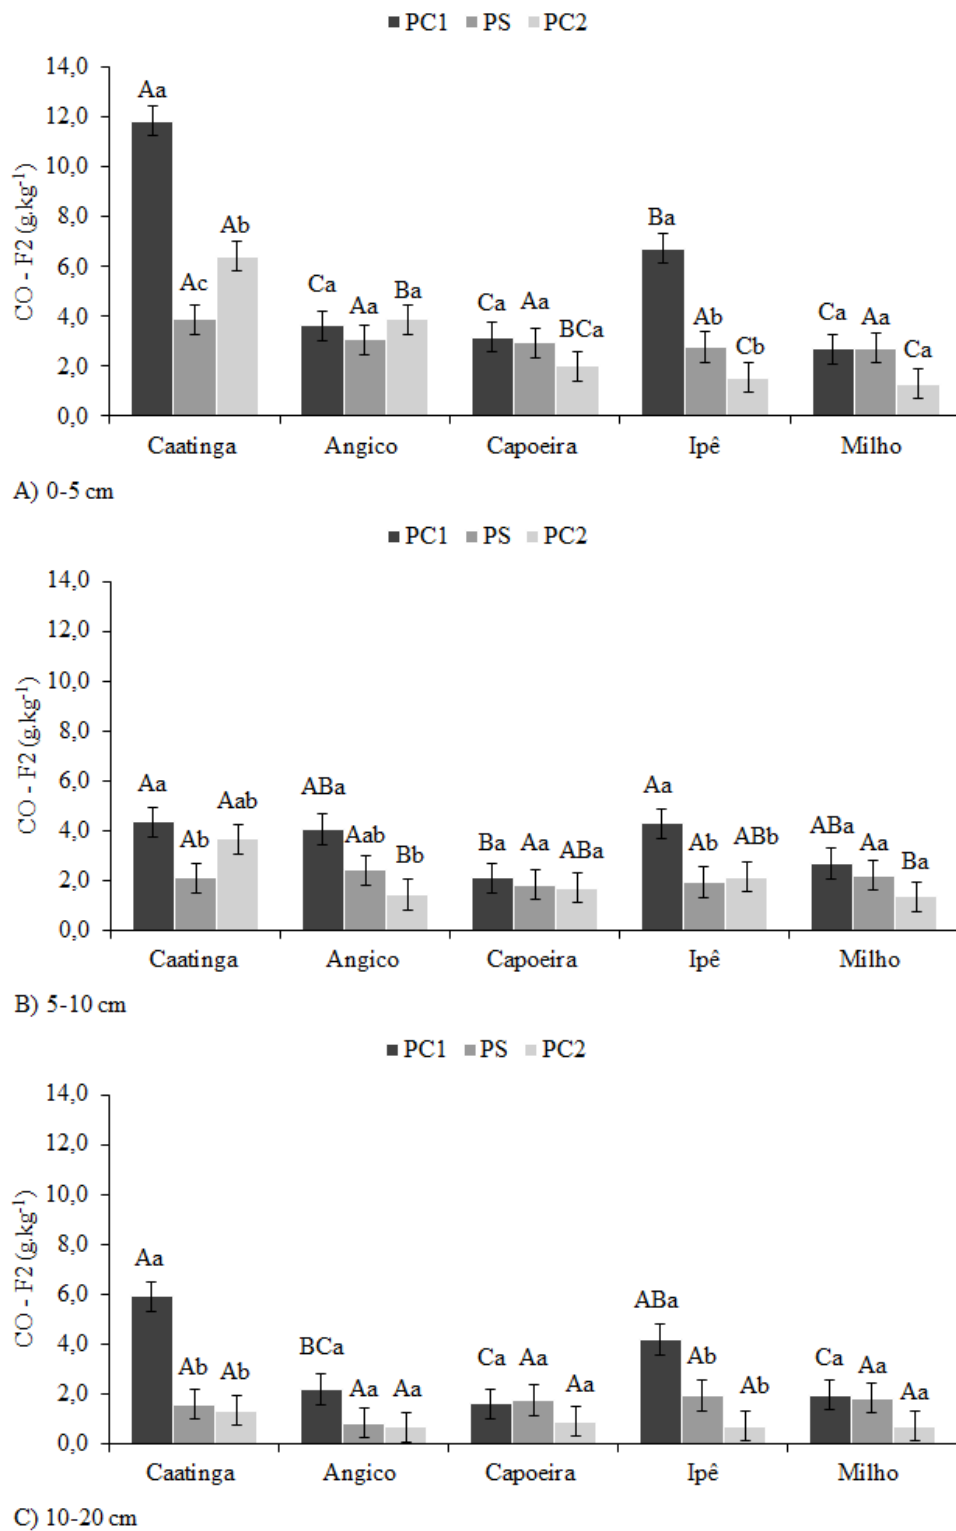 PC1 PS PC2
14,0
12,0
10,0
8,0
6,0
4,0
2,0
0,0
CO - F2 (g.kg⁻¹)
Aa Ac Ab Ca Aa Ba Ca Aa BCa Ba Ab Cb Ca Aa Ca
Caatinga Angico Capoeira Ipê Milho
A) 0-5 cm
PC1 PS PC2
14,0
12,0
10,0
8,0
6,0
4,0
2,0
0,0
CO - F2 (g.kg⁻¹)
Aa Ab Aab ABa Aab Bb Ba Aa ABa Aa Ab ABb ABa Aa Ba
Caatinga Angico Capoeira Ipê Milho
B) 5-10 cm
PC1 PS PC2
14,0
12,0
10,0
8,0
6,0
4,0
2,0
0,0
CO - F2 (g.kg⁻¹)
Aa Ab Ab BCa Aa Aa Ca Aa Aa ABa Ab Ab Ca Aa Aa
Caatinga Angico Capoeira Ipê Milho
C) 10-20 cm